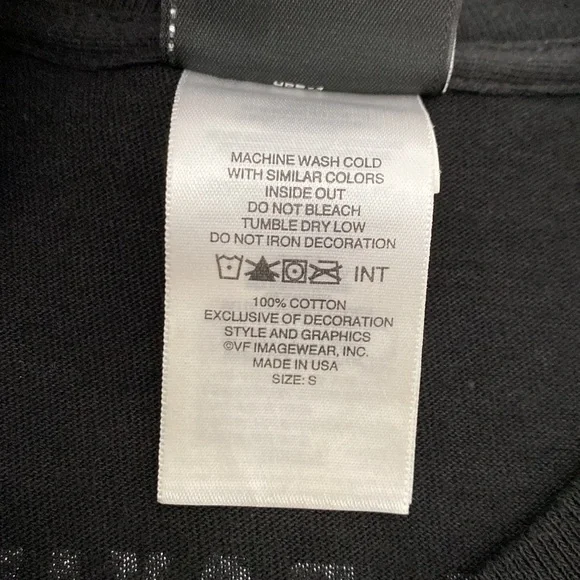 MACHINE WASH COLD
WITH SIMILAR COLORS
INSIDE OUT
DO NOT BLEACH
TUMBLE DRY LOW
DO NOT IRON DECORATION
INT
100% COTTON
EXCLUSIVE OF DECORATION
STYLE AND GRAPHICS
©VF IMAGEWEAR, INC.
MADE IN USA
SIZE: S